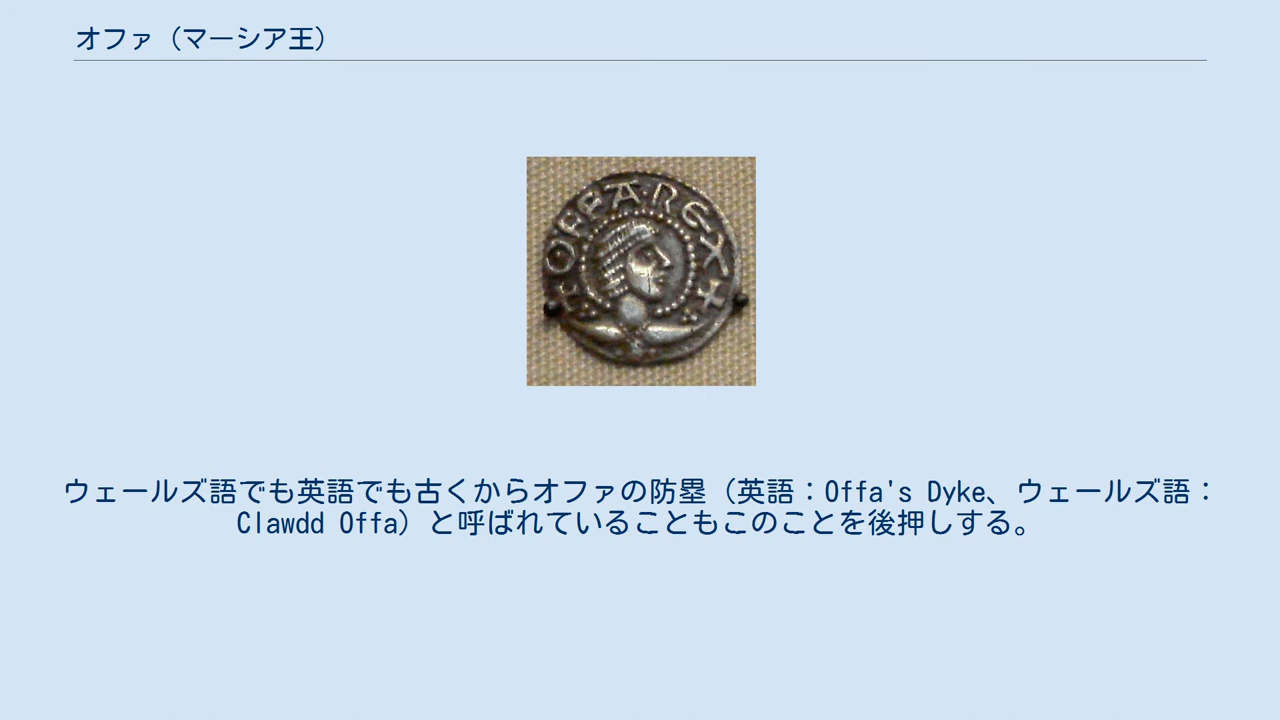 オファ（マーシア王）
OFFA·REX
ウェールズ語でも英語でも古くからオファの防塁（英語：Offa's Dyke、ウェールズ語：
Clawdd Offa）と呼ばれていることもこのことを後押しする。